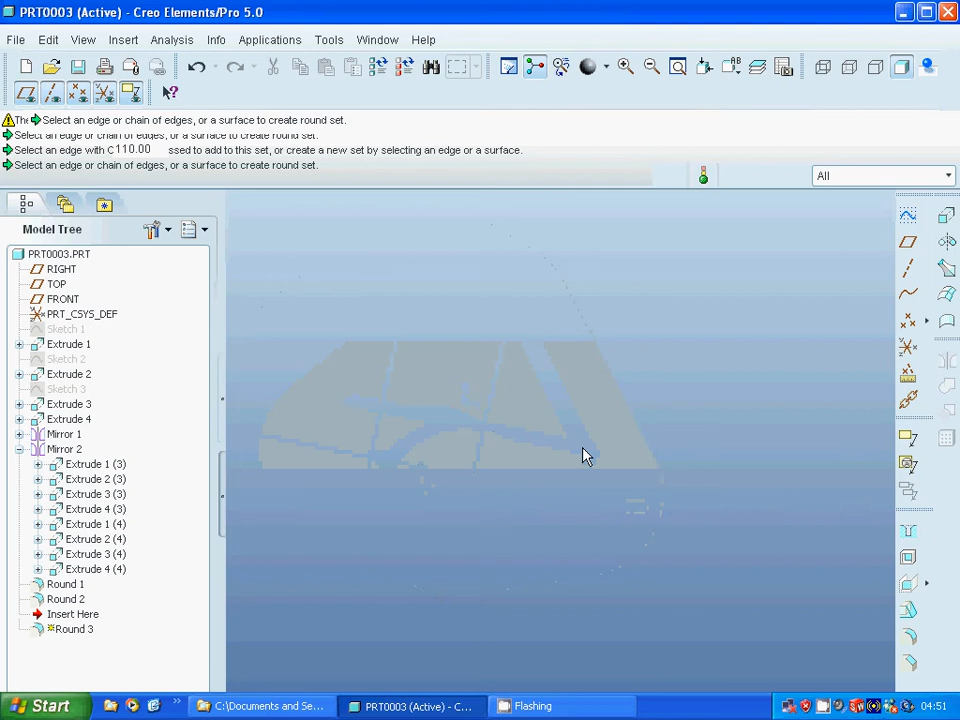 PRT0003 (Active) - Creo Elements/Pro 5.0
File Edit View Insert Analysis Info Applications Tools Window Help
The Select an edge or chain of edges, or a surface to create round set.
Select an edge or chain of edges, or a surface to create round set.
Select an edge with C110.00 ssed to add to this set, or create a new set by selecting an edge or a surface.
Select an edge or chain of edges, or a surface to create round set.
All
Model Tree
PRT0003.PRT
RIGHT
TOP
FRONT
PRT_CSYS_DEF
Sketch 1
Extrude 1
Sketch 2
Extrude 2
Sketch 3
Extrude 3
Extrude 4
Mirror 1
Mirror 2
Extrude 1 (3)
Extrude 2 (3)
Extrude 3 (3)
Extrude 4 (3)
Extrude 1 (4)
Extrude 2 (4)
Extrude 3 (4)
Extrude 4 (4)
Round 1
Round 2
Insert Here
Round 3
Start C:\Documents and Se... PRT0003 (Active) - C... Flashing 04:51